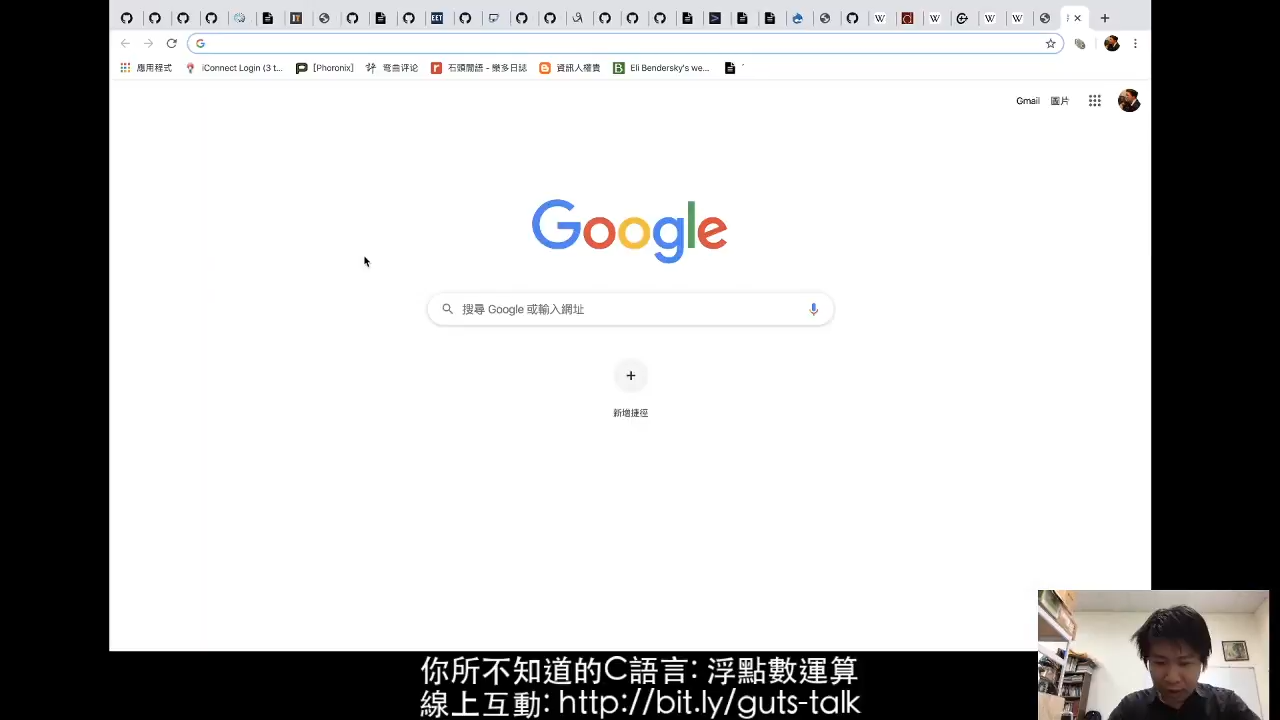 應用程式
iConnect Login (3 t...
[Phoronix]
弯曲评论
石頭閒語 - 樂多日誌
資訊人權貴
Eli Bendersky's we...
Gmail
圖片
Google
搜尋 Google 或輸入網址
新增捷徑
你所不知道的C語言: 浮點數運算
線上互動: http://bit.ly/guts-talk